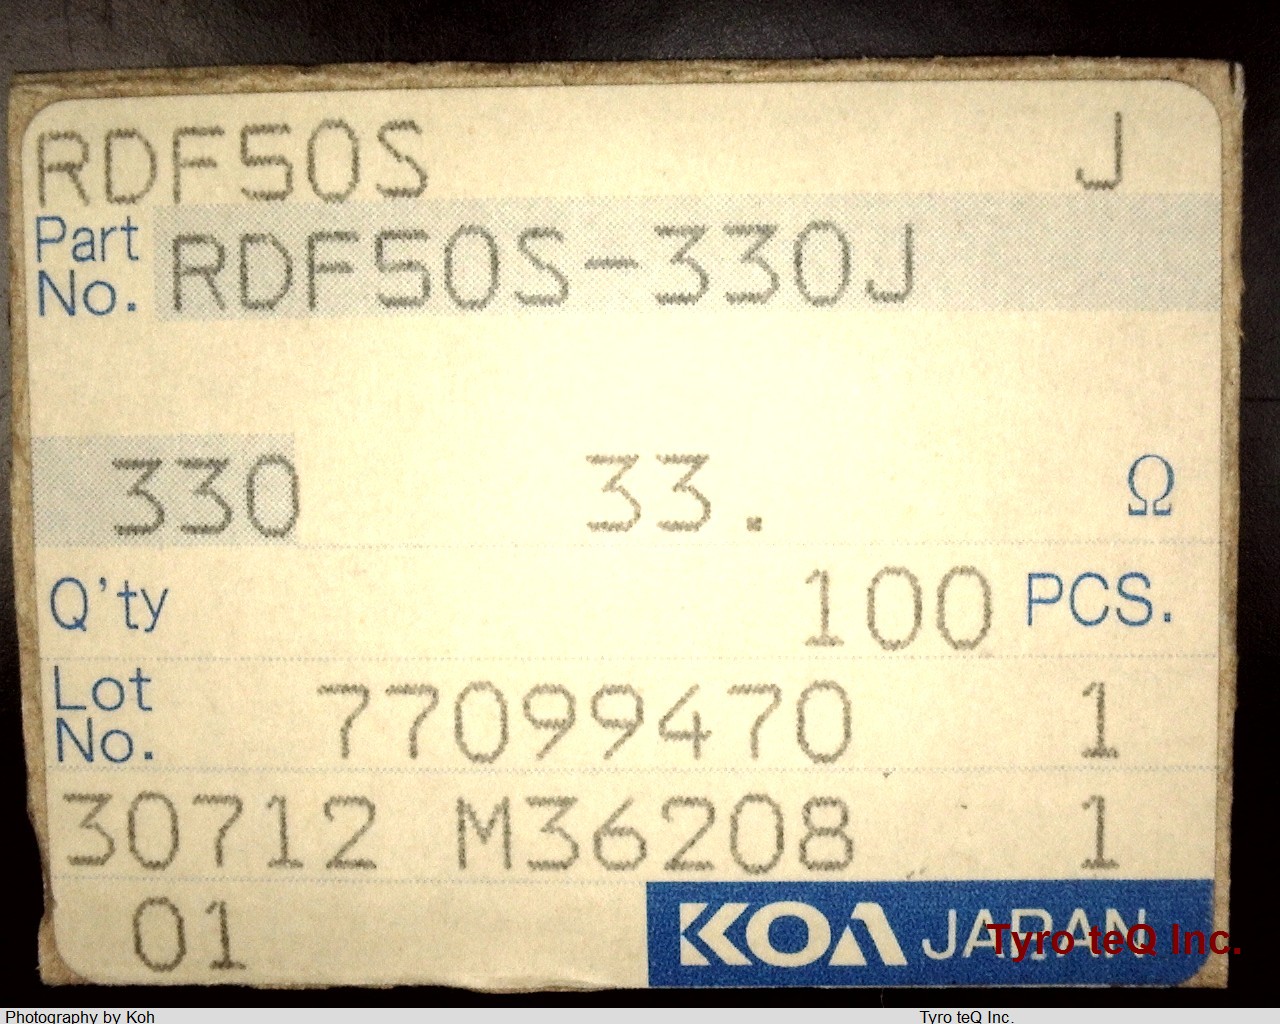 RDF50S J
Part No. RDF50S-330J
330 33. Ω
Q'ty 100 PCS.
Lot No. 77099470 1
30712 M36208 1
01
KOA JAPAN
Tyro teQ Inc.
Photography by Koh Tyro teQ Inc.